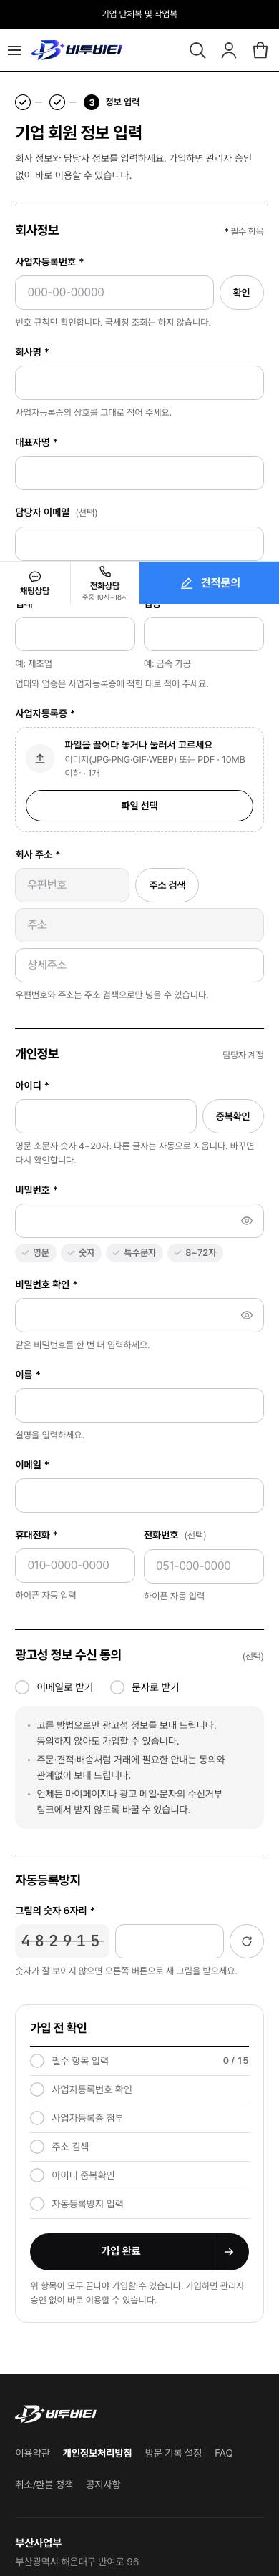 기업 단체복 및 작업복
비투비티
3 정보 입력
기업 회원 정보 입력
회사 정보와 담당자 정보를 입력하세요. 가입하면 관리자 승인
없이 바로 이용할 수 있습니다.
회사정보
* 필수 항목
사업자등록번호 *
000-00-00000
확인
번호 규칙만 확인합니다. 국세청 조회는 하지 않습니다.
회사명 *
사업자등록증의 상호를 그대로 적어 주세요.
대표자명 *
담당자 이메일 (선택)
채팅상담
전화상담
주중 10시~18시
견적문의
예: 제조업
예: 금속 가공
업태와 업종은 사업자등록증에 적힌 대로 적어 주세요.
사업자등록증 *
파일을 끌어다 놓거나 눌러서 고르세요
이미지(JPG·PNG·GIF·WEBP) 또는 PDF · 10MB
이하 · 1개
파일 선택
회사 주소 *
우편번호
주소 검색
주소
상세주소
우편번호와 주소는 주소 검색으로만 넣을 수 있습니다.
개인정보
담당자 계정
아이디 *
중복확인
영문 소문자·숫자 4~20자. 다른 글자는 자동으로 지웁니다. 바꾸면
다시 확인합니다.
비밀번호 *
영문
숫자
특수문자
8~72자
비밀번호 확인 *
같은 비밀번호를 한 번 더 입력하세요.
이름 *
실명을 입력하세요.
이메일 *
휴대전화 *
전화번호 (선택)
010-0000-0000
051-000-0000
하이픈 자동 입력
하이픈 자동 입력
광고성 정보 수신 동의
(선택)
이메일로 받기
문자로 받기
· 고른 방법으로만 광고성 정보를 보내 드립니다.
동의하지 않아도 가입할 수 있습니다.
· 주문·견적·배송처럼 거래에 필요한 안내는 동의와
관계없이 보내 드립니다.
· 언제든 마이페이지나 광고 메일·문자의 수신거부
링크에서 받지 않도록 바꿀 수 있습니다.
자동등록방지
그림의 숫자 6자리 *
482915
숫자가 잘 보이지 않으면 오른쪽 버튼으로 새 그림을 받으세요.
가입 전 확인
필수 항목 입력
0 / 15
사업자등록번호 확인
사업자등록증 첨부
주소 검색
아이디 중복확인
자동등록방지 입력
가입 완료
위 항목이 모두 끝나야 가입할 수 있습니다. 가입하면 관리자
승인 없이 바로 이용할 수 있습니다.
비투비티
이용약관
개인정보처리방침
방문 기록 설정
FAQ
취소/환불 정책
공지사항
부산사업부
부산광역시 해운대구 반여로 96